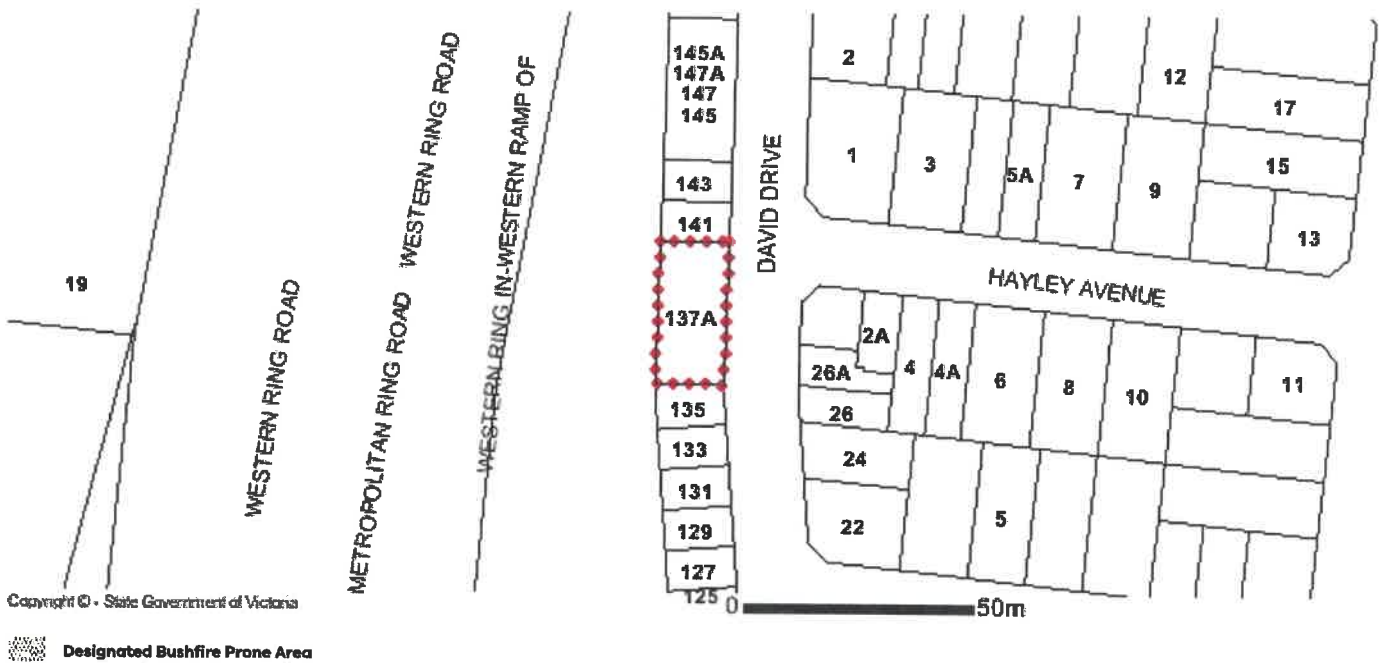 145A
147A
147
145
143
141
137A
135
133
131
129
127
125
19
WESTERN RING ROAD
METROPOLITAN RING ROAD
WESTERN RING ROAD
WESTERN RING IN-WESTERN RAMP OF
DAVID DRIVE
2
12
17
1
3
5A
7
9
15
13
HAYLEY AVENUE
2A
26A
4
4A
6
8
10
11
26
24
22
5
0 50m
Copyright © - State Government of Victoria
Designated Bushfire Prone Area